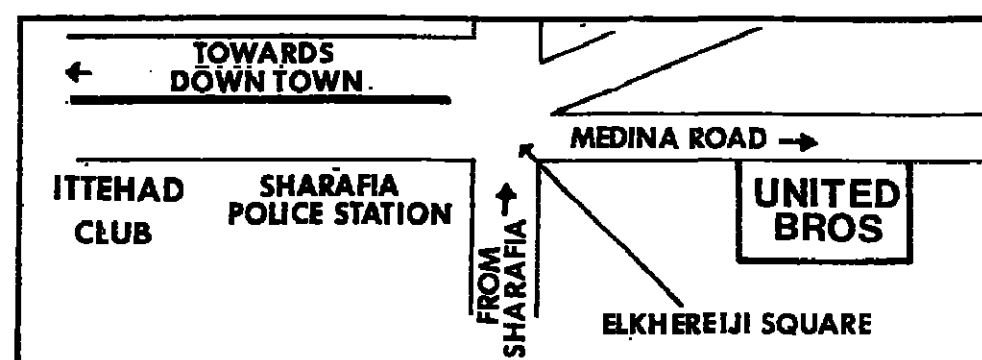 TOWARDS
← DOWN TOWN
MEDINA ROAD →
ITTEHAD
CLUB
SHARAFIA
POLICE STATION
UNITED
BROS
FROM
SHARAFIA →
ELKHEREIJI SQUARE